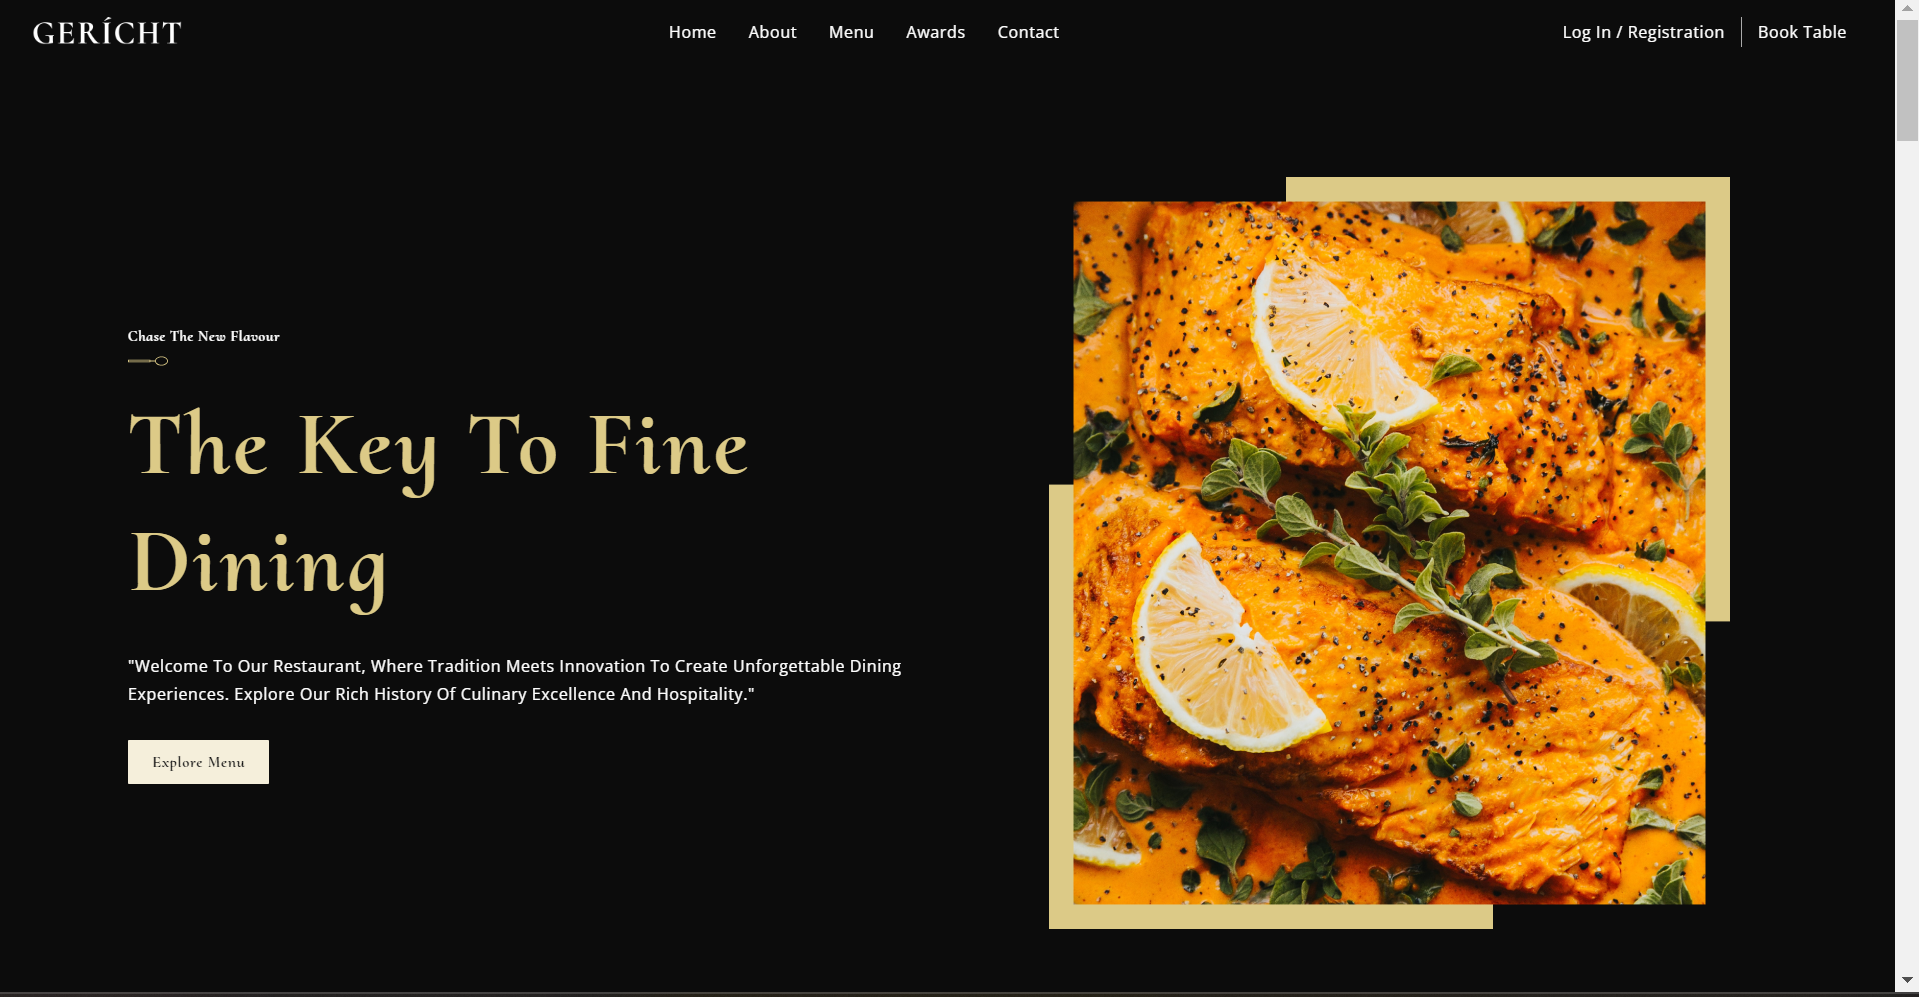 GERÍCHT
Home About Menu Awards Contact
Log In / Registration Book Table
Chase The New Flavour
The Key To Fine
Dining
"Welcome To Our Restaurant, Where Tradition Meets Innovation To Create Unforgettable Dining
Experiences. Explore Our Rich History Of Culinary Excellence And Hospitality."
Explore Menu